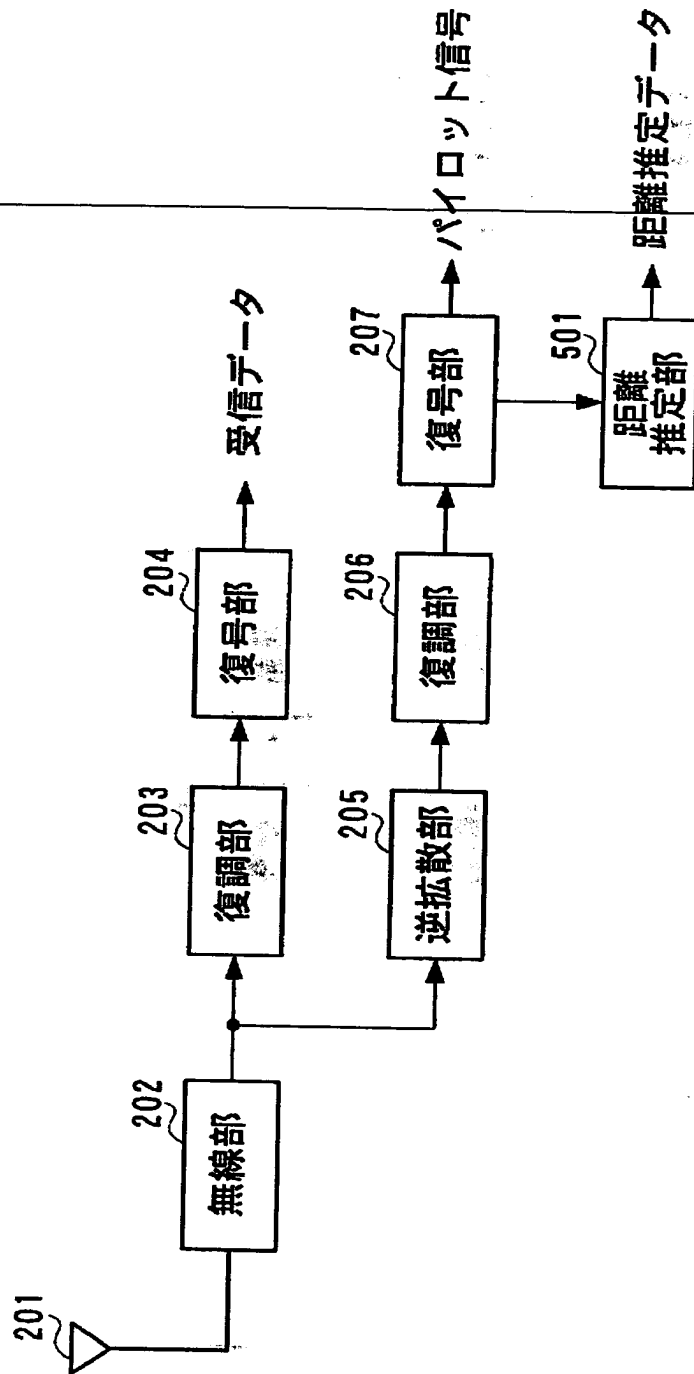 201
202
無線部
203
復調部
204
復号部
受信データ
205
逆拡散部
206
復調部
207
復号部
パイロット信号
501
距離
推定部
距離推定データ